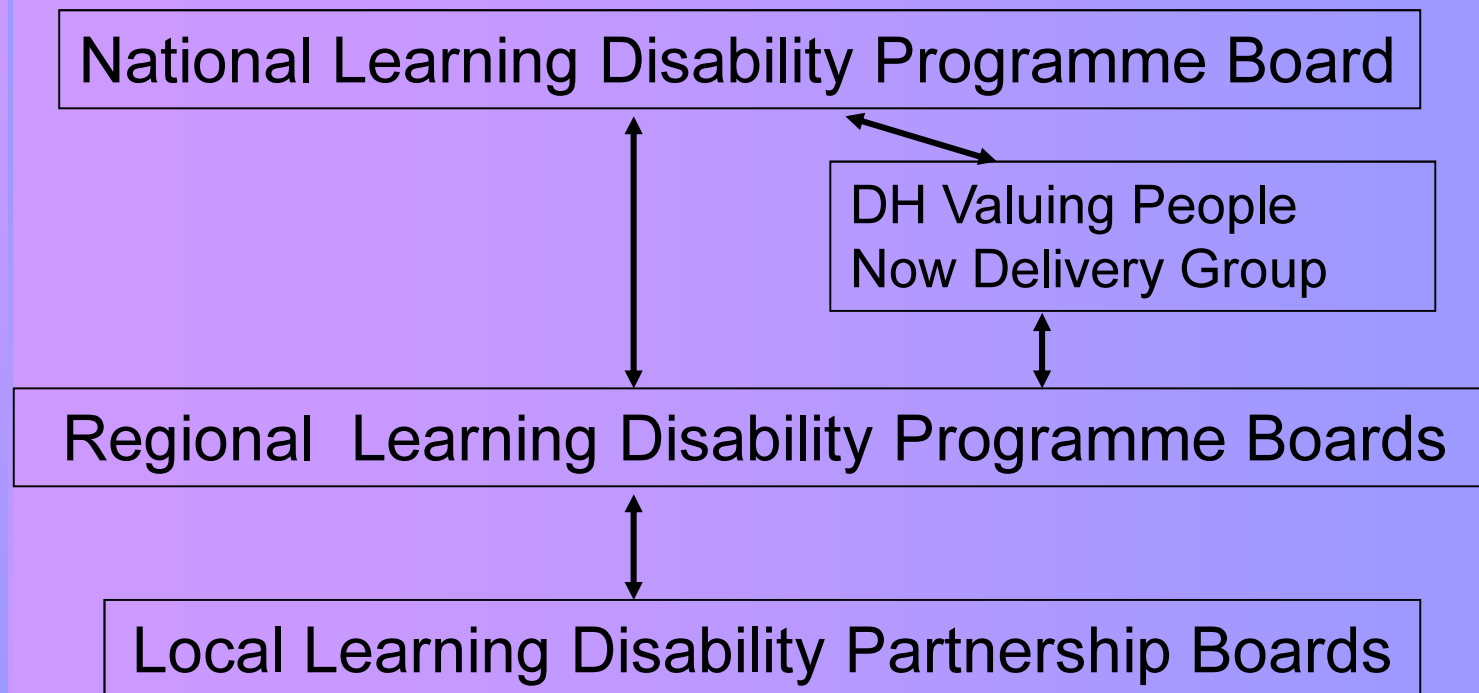 National Learning Disability Programme Board
DH Valuing People
Now Delivery Group
Regional  Learning Disability Programme Boards
Local Learning Disability Partnership Boards